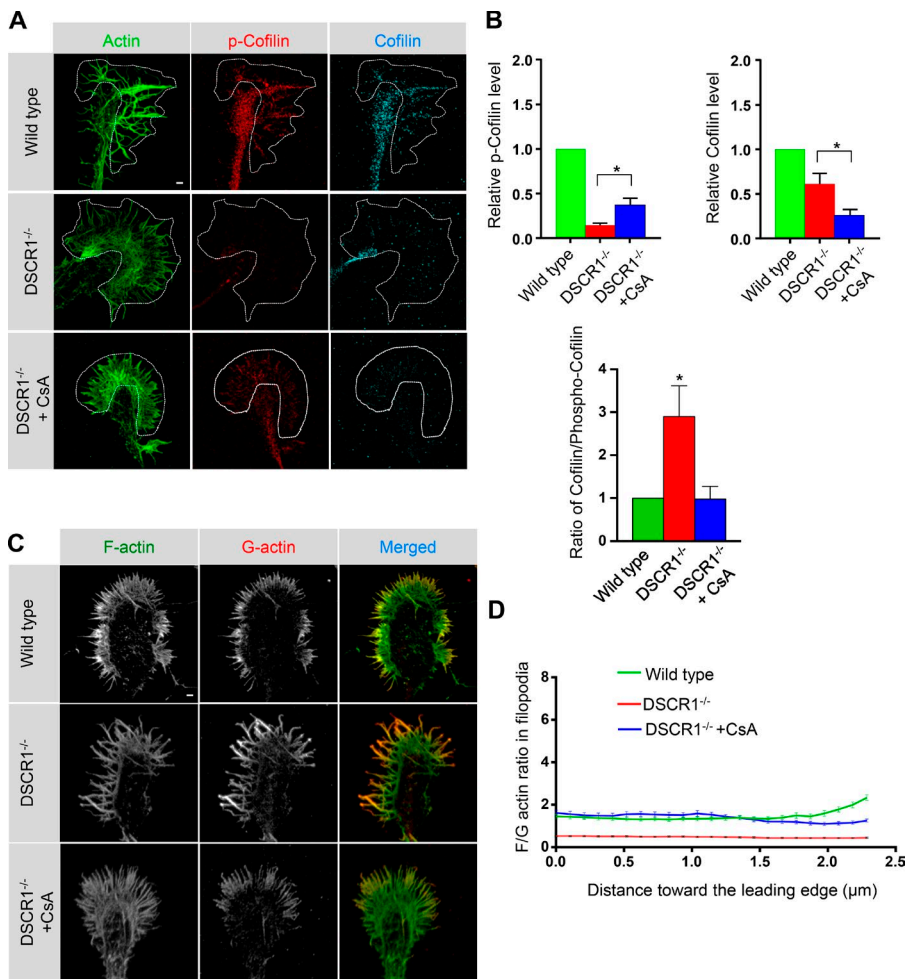 A
Actin p-Cofilin Cofilin
Wild type
DSCR1-/-
DSCR1-/-
+ CsA
B
Relative p-Cofilin level
2.0
1.5
1.0
0.5
0.0
*
Wild type
DSCR1-/-
DSCR1-/-
+CsA
Relative Cofilin level
2.0
1.5
1.0
0.5
0.0
*
Wild type
DSCR1-/-
DSCR1-/-
+CsA
Ratio of Cofilin/Phospho-Cofilin
4
3
2
1
0
*
Wild type
DSCR1-/-
DSCR1-/-
+ CsA
C
F-actin G-actin Merged
Wild type
DSCR1-/-
DSCR1-/-
+CsA
D
F/G actin ratio in filopodia
8
6
4
2
0
Wild type
DSCR1-/-
DSCR1-/- +CsA
0.0 0.5 1.0 1.5 2.0 2.5
Distance toward the leading edge (μm)